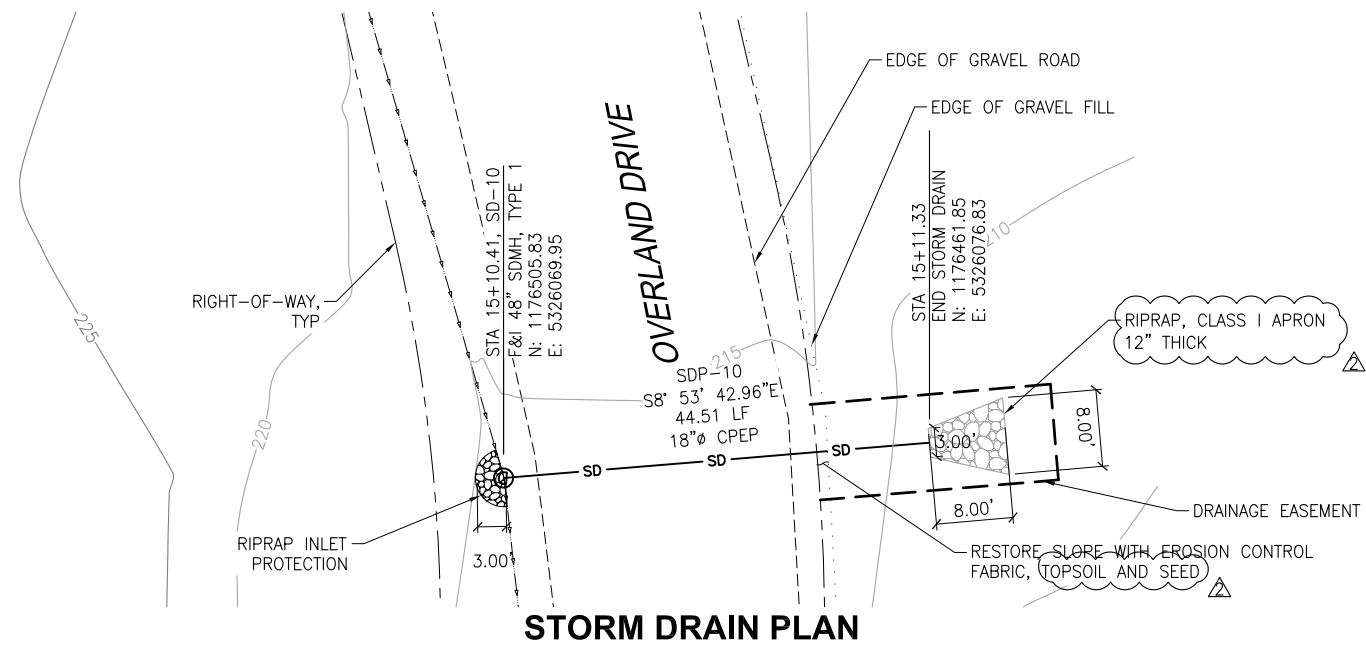 EDGE OF GRAVEL ROAD
EDGE OF GRAVEL FILL
OVERLAND DRIVE
STA 15+10.41, SD-10
F&I 48" SDMH, TYPE 1
N: 1176505.83
E: 5326069.95
STA 15+11.33
END STORM DRAIN
N: 1176461.85
E: 5326076.83
210
RIGHT-OF-WAY,
TYP
225
220
215
RIPRAP, CLASS I APRON
12" THICK
2
SDP-10
S8° 53' 42.96"E
44.51 LF
18"ø CPEP
SD
SD
SD
3.00'
8.00'
8.00'
DRAINAGE EASEMENT
RIPRAP INLET
PROTECTION
3.00'
RESTORE SLOPE WITH EROSION CONTROL
FABRIC, TOPSOIL AND SEED
2
STORM DRAIN PLAN